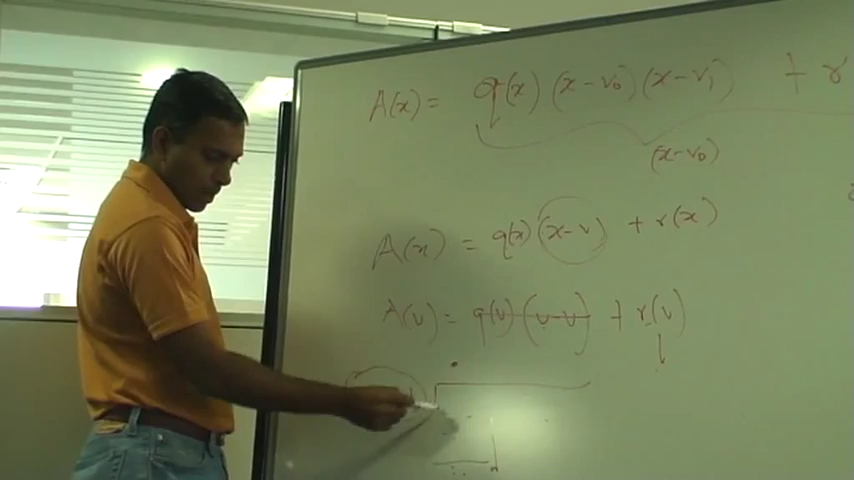 A(x) = q(x) (x-v₀) (x-v₁) + r
(x-v₀)
A(x) = q(x) (x-v) + r(x)
A(v) = q(v) (v-v) + r(v)